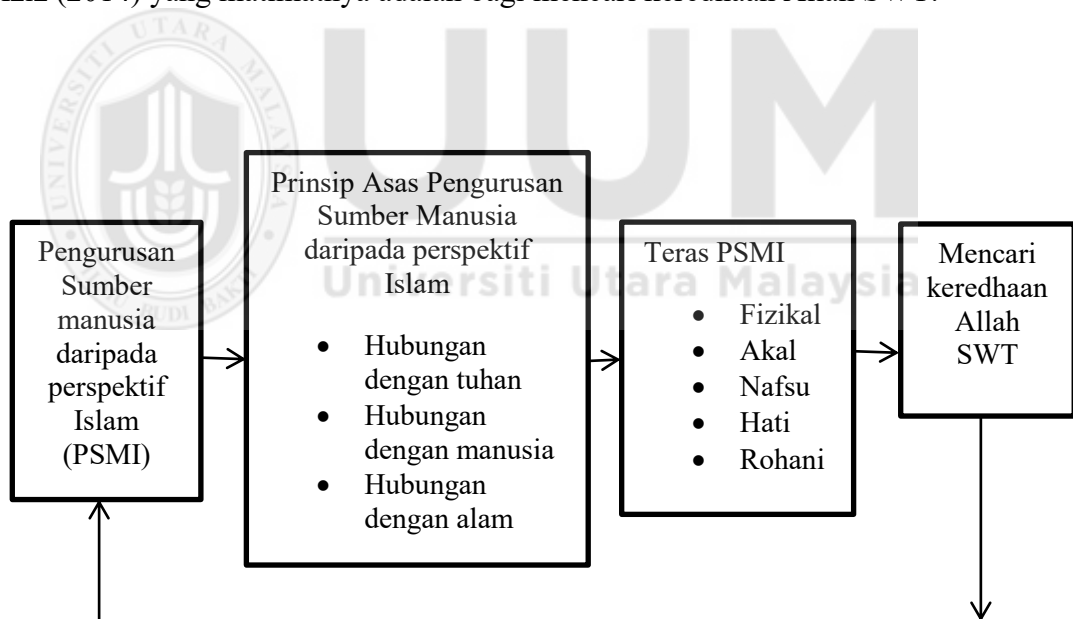 (2014) yang matlamatnya adalah bagi mencari keredhaan Allah SWT.
UNIVERSITI UTARA MALAYSIA
UUM
Universiti Utara Malaysia
Pengurusan
Sumber
manusia
daripada
perspektif
Islam
(PSMI)
Prinsip Asas Pengurusan
Sumber Manusia
daripada perspektif
Islam
• Hubungan
dengan tuhan
• Hubungan
dengan manusia
• Hubungan
dengan alam
Teras PSMI
• Fizikal
• Akal
• Nafsu
• Hati
• Rohani
Mencari
keredhaan
Allah
SWT